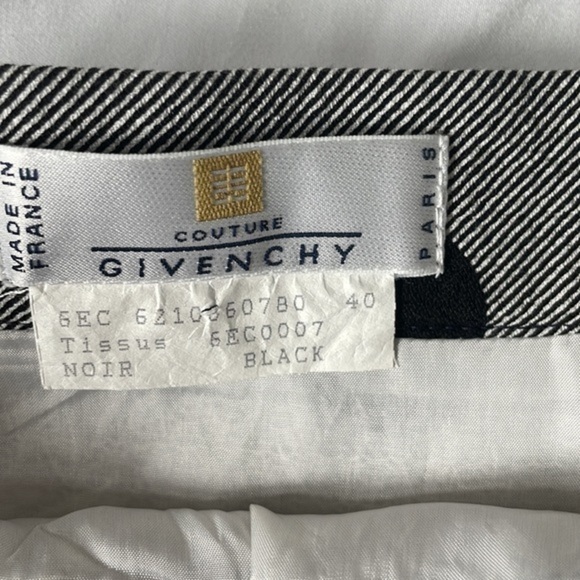 MADE IN
FRANCE
COUTURE
GIVENCHY
PARIS
6EC 6210360780 40
Tissus 6EC0007
NOIR BLACK